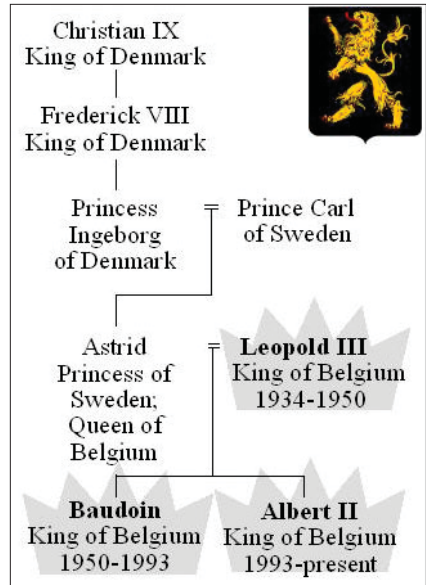 Christian IX
King of Denmark
Frederick VIII
King of Denmark
Princess
Ingeborg
of Denmark
=
Prince Carl
of Sweden
Astrid
Princess of
Sweden;
Queen of
Belgium
=
Leopold III
King of Belgium
1934-1950
Baudoin
King of Belgium
1950-1993
Albert II
King of Belgium
1993-present